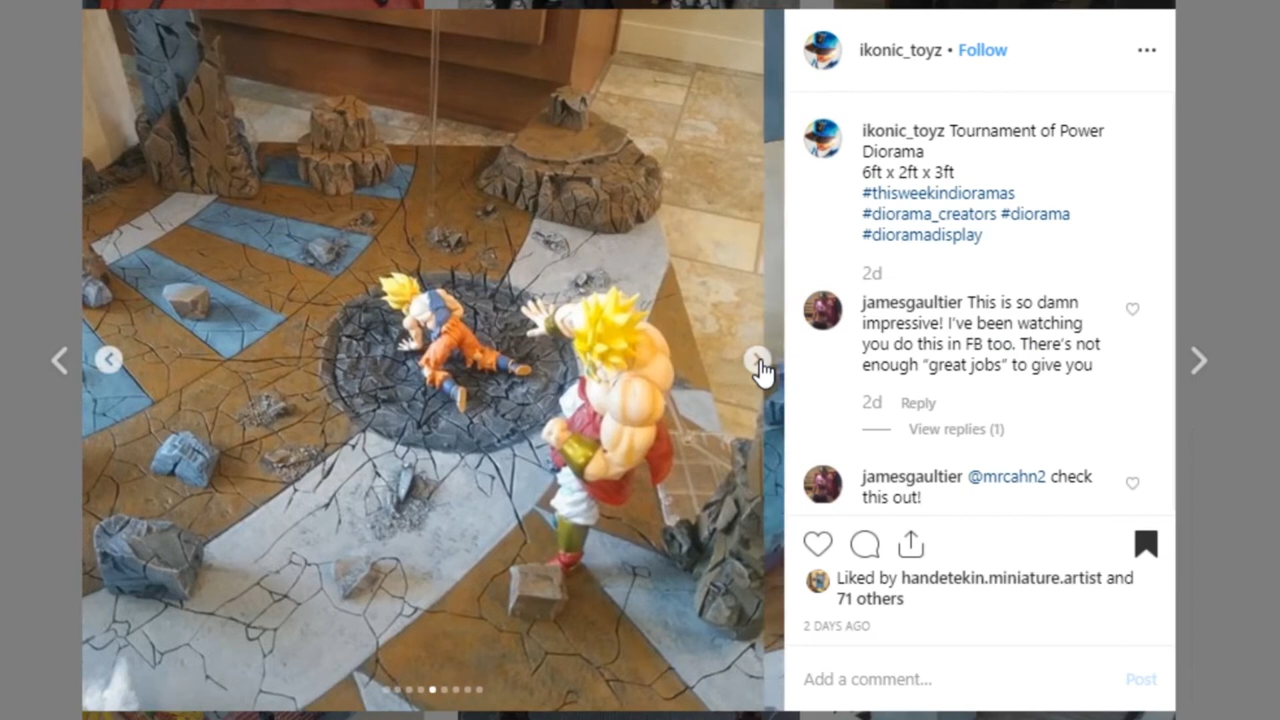 ikonic_toyz • Follow
ikonic_toyz Tournament of Power
Diorama
6ft x 2ft x 3ft
#thisweekindioramas
#diorama_creators #diorama
#dioramadisplay
2d
jamesgaultier This is so damn
impressive! I've been watching
you do this in FB too. There's not
enough “great jobs” to give you
2d Reply
View replies (1)
jamesgaultier @mrcahn2 check
this out!
Liked by handetekin.miniature.artist and
71 others
2 DAYS AGO
Add a comment... Post